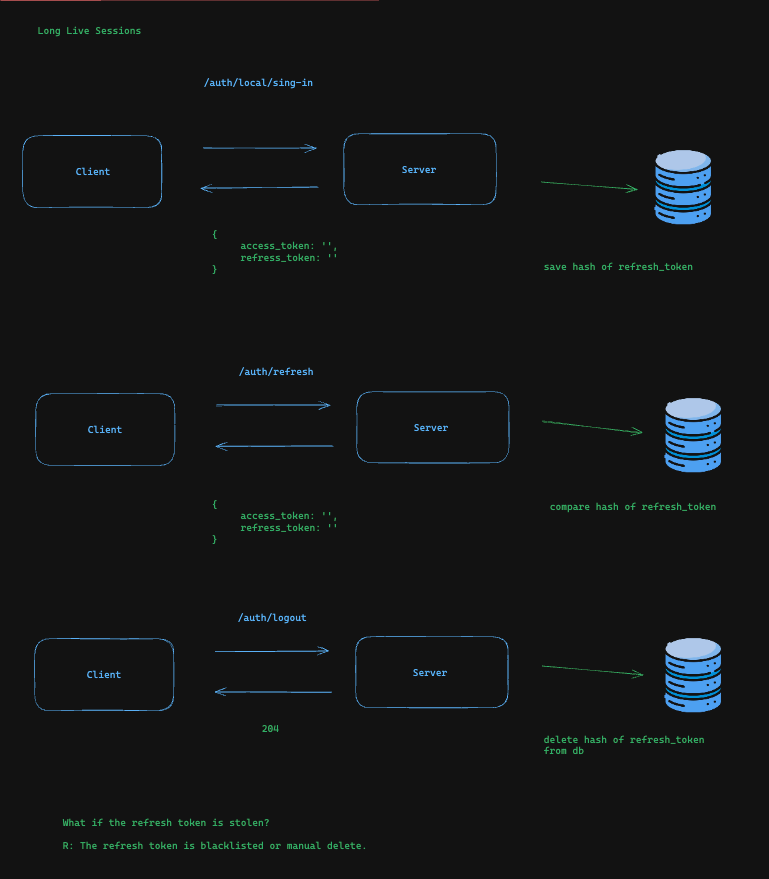 Long Live Sessions
/auth/local/sing-in
Client
Server
{
access_token: '',
refress_token: ''
}
save hash of refresh_token
/auth/refresh
Client
Server
{
access_token: '',
refress_token: ''
}
compare hash of refresh_token
/auth/logout
Client
Server
204
delete hash of refresh_token
from db
What if the refresh token is stolen?
R: The refresh token is blacklisted or manual delete.